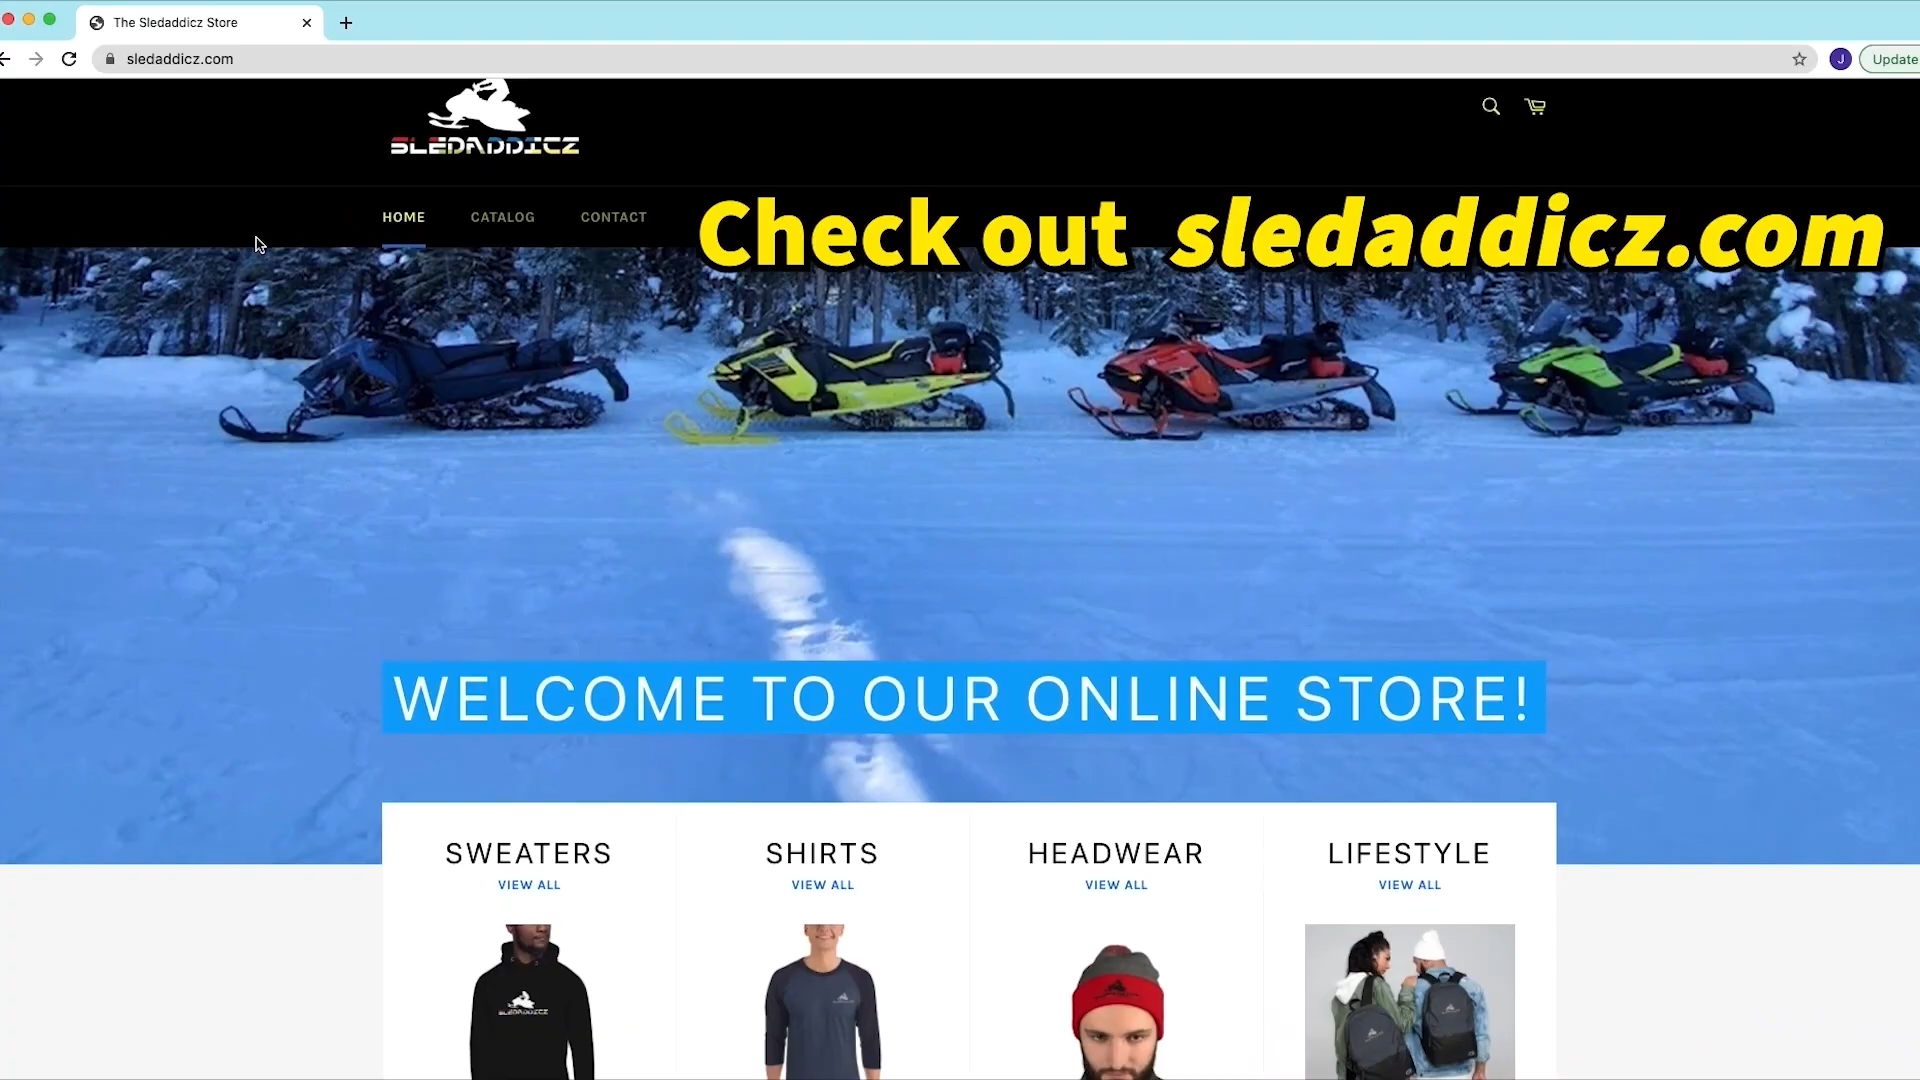 The Sledaddicz Store
sledaddicz.com
J
Update
SLEDADDICZ
HOME CATALOG CONTACT
Check out sledaddicz.com
WELCOME TO OUR ONLINE STORE!
SWEATERS SHIRTS HEADWEAR LIFESTYLE
VIEW ALL VIEW ALL VIEW ALL VIEW ALL
SLEDADDICZ